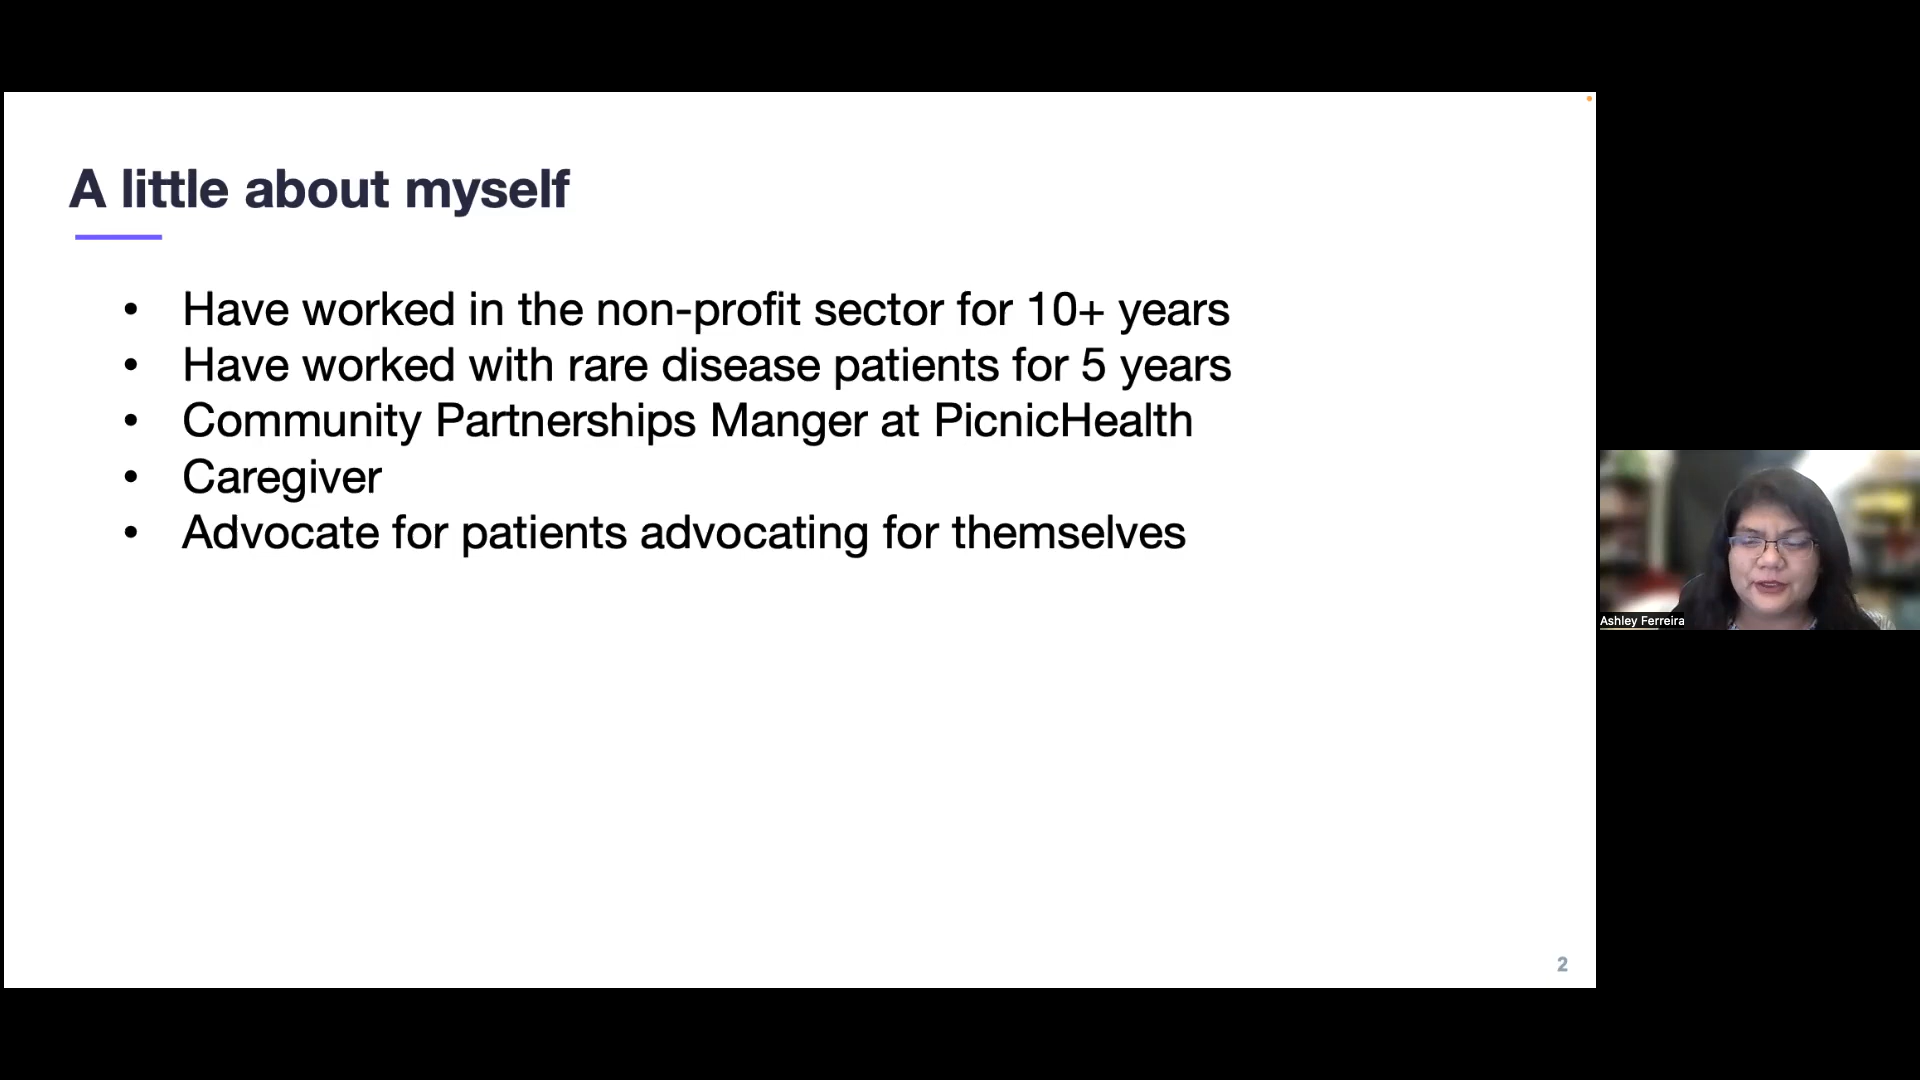 A little about myself
• Have worked in the non-profit sector for 10+ years
• Have worked with rare disease patients for 5 years
• Community Partnerships Manger at PicnicHealth
• Caregiver
• Advocate for patients advocating for themselves
Ashley Ferreira
2